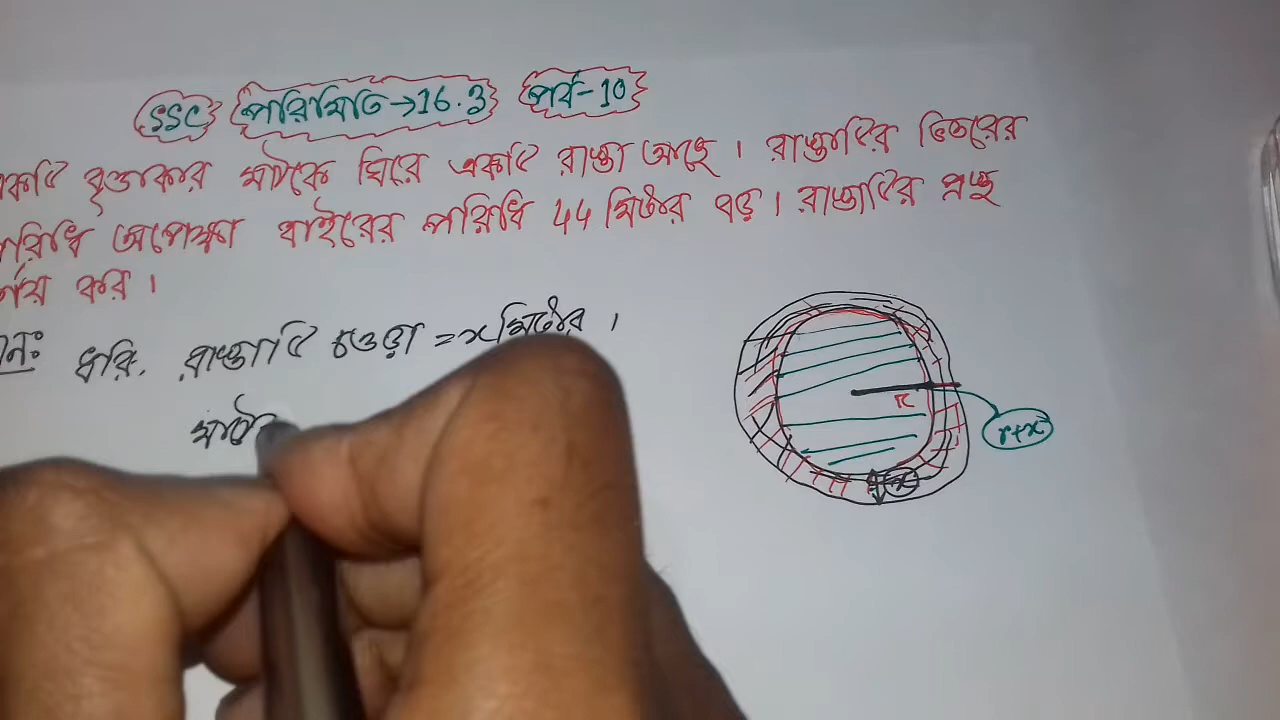 SSC পরিমিতি→16.3 পর্ব-10
একটি বৃত্তাকার মাঠকে ঘিরে একটি রাস্তা আছে। রাস্তাটির ভিতরের
পরিধি অপেক্ষা বাইরের পরিধি 44 মিটার বড়। রাস্তাটির প্রস্থ
র্ণয় কর।
নঃ ধরি, রাস্তাটি চওড়া = x মিটার।
মাঠে
r
r+x
x